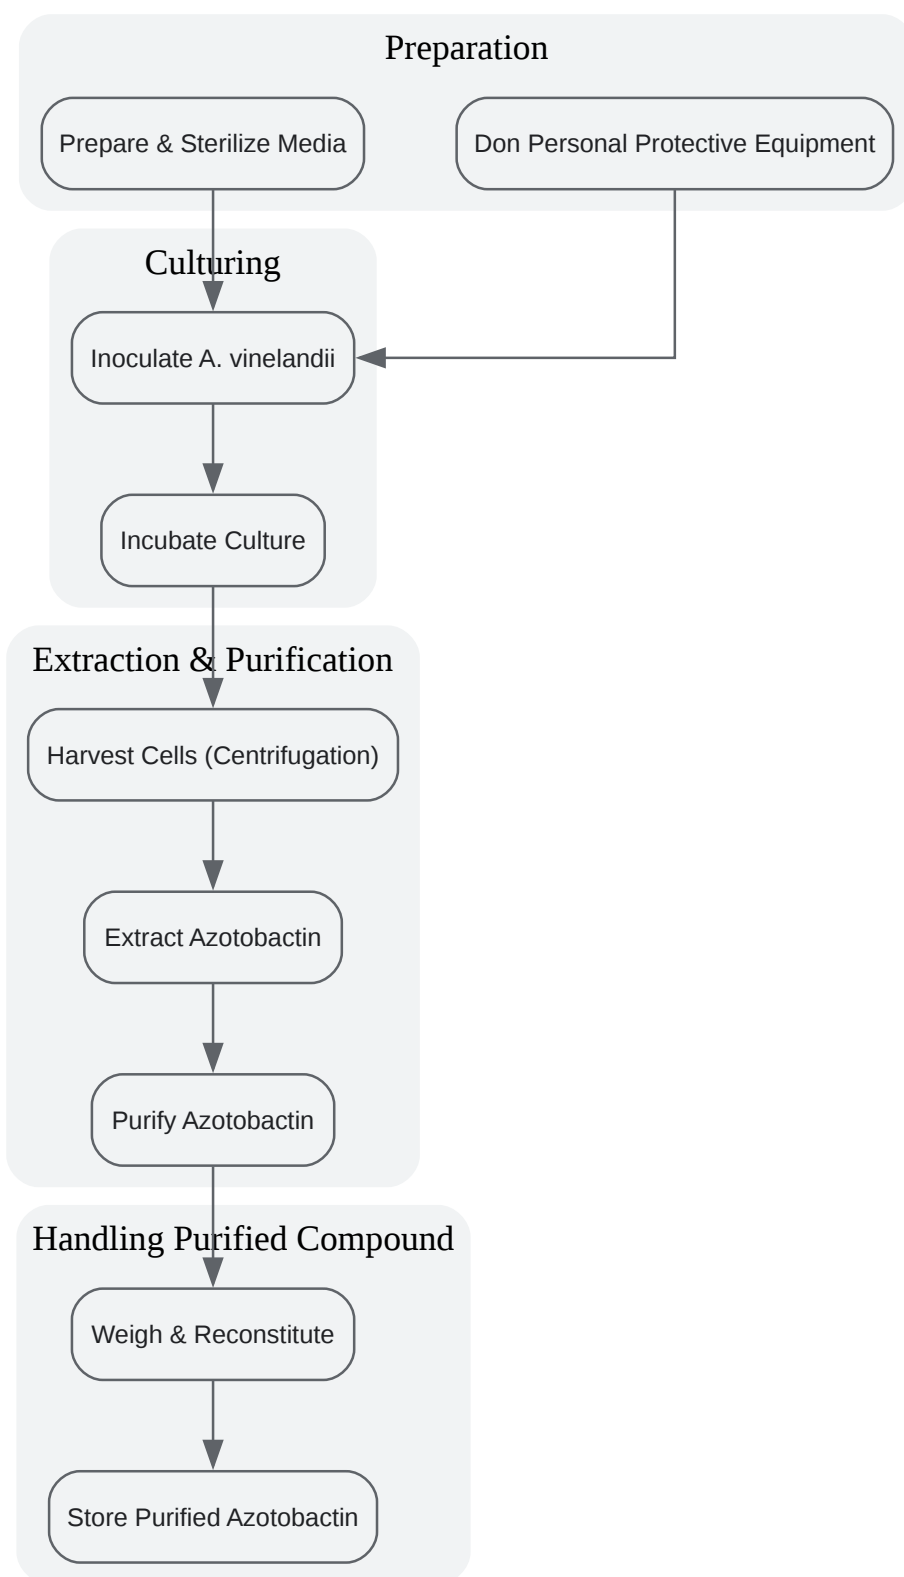 Preparation
Prepare & Sterilize Media
Don Personal Protective Equipment
Culturing
Inoculate A. vinelandii
Incubate Culture
Extraction & Purification
Harvest Cells (Centrifugation)
Extract Azotobactin
Purify Azotobactin
Handling Purified Compound
Weigh & Reconstitute
Store Purified Azotobactin